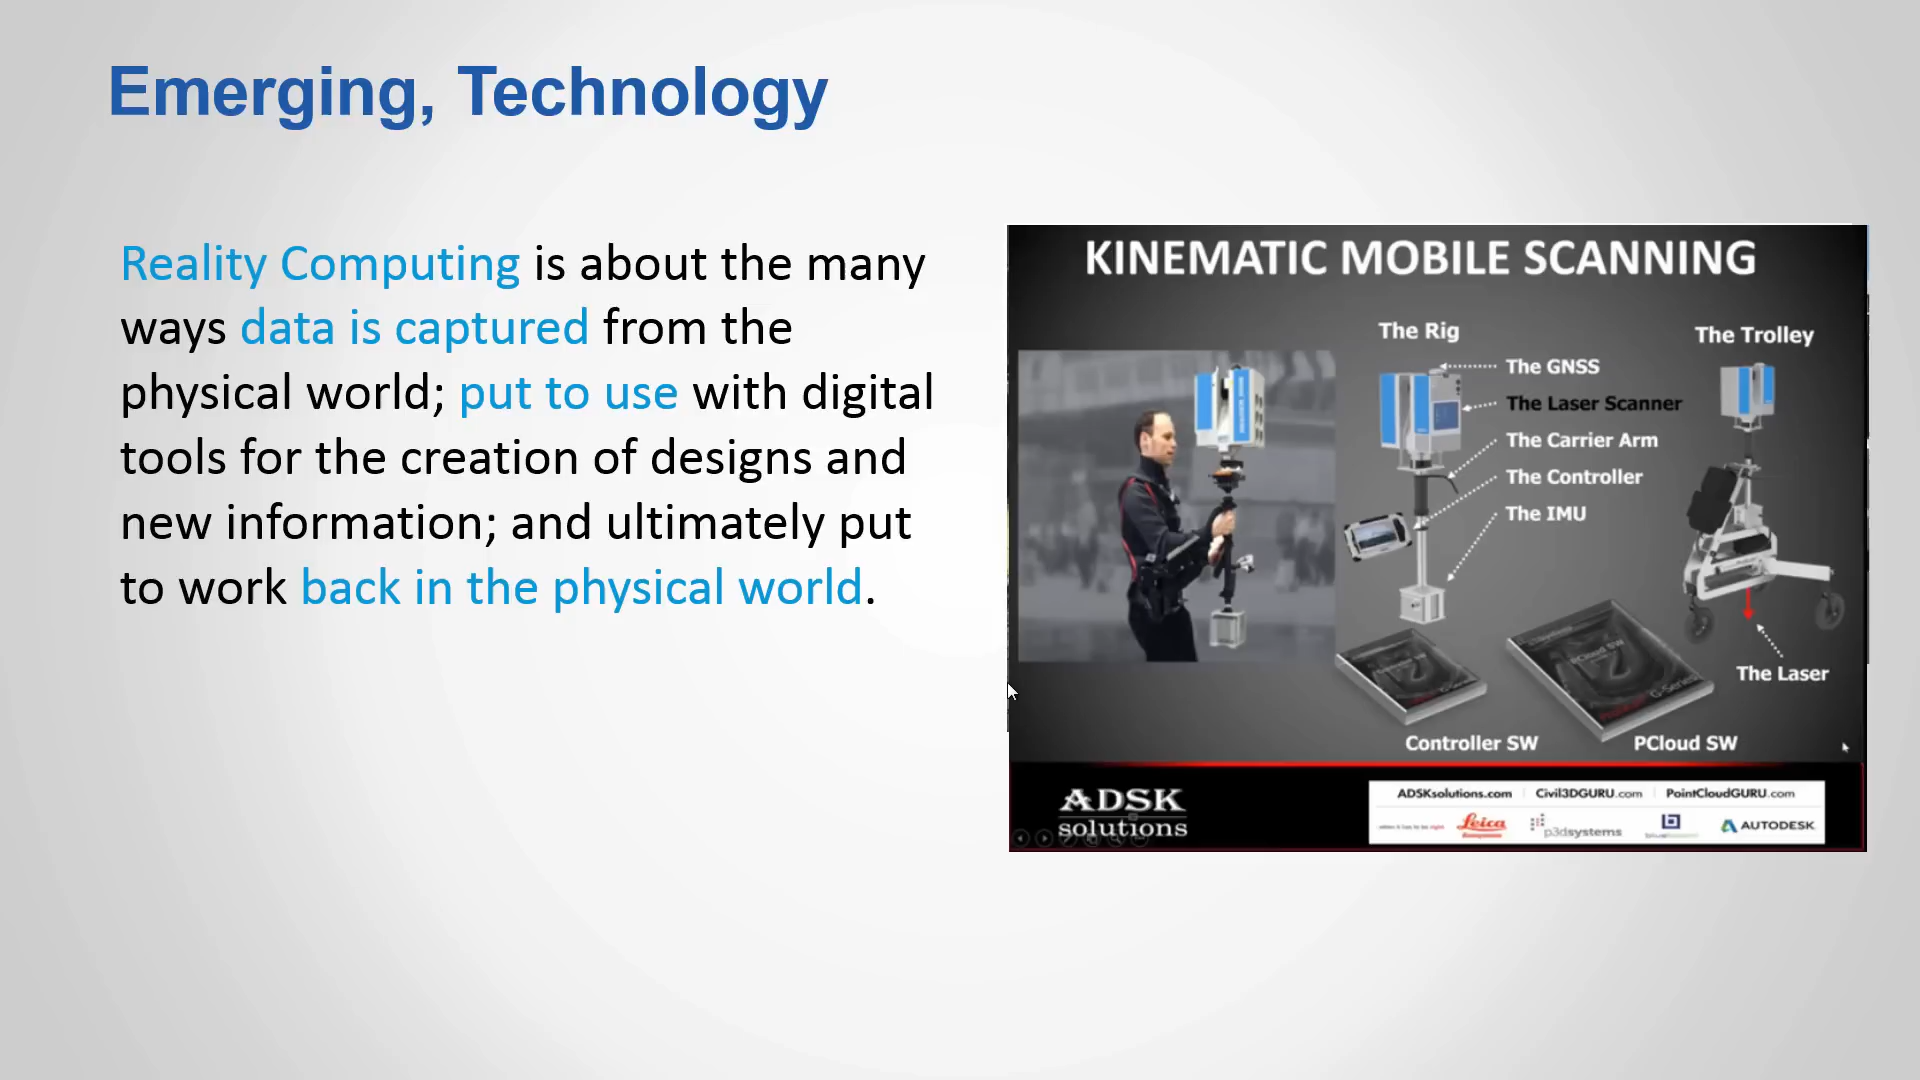 Emerging, Technology
Reality Computing is about the many
ways data is captured from the
physical world; put to use with digital
tools for the creation of designs and
new information; and ultimately put
to work back in the physical world.
KINEMATIC MOBILE SCANNING
The Rig
The Trolley
The GNSS
The Laser Scanner
The Carrier Arm
The Controller
The IMU
The Laser
Controller SW
PCloud SW
ADSK
solutions
ADSKsolutions.com
Civil3DGURU.com
PointCloudGURU.com
Leica
p3dsystems
AUTODESK